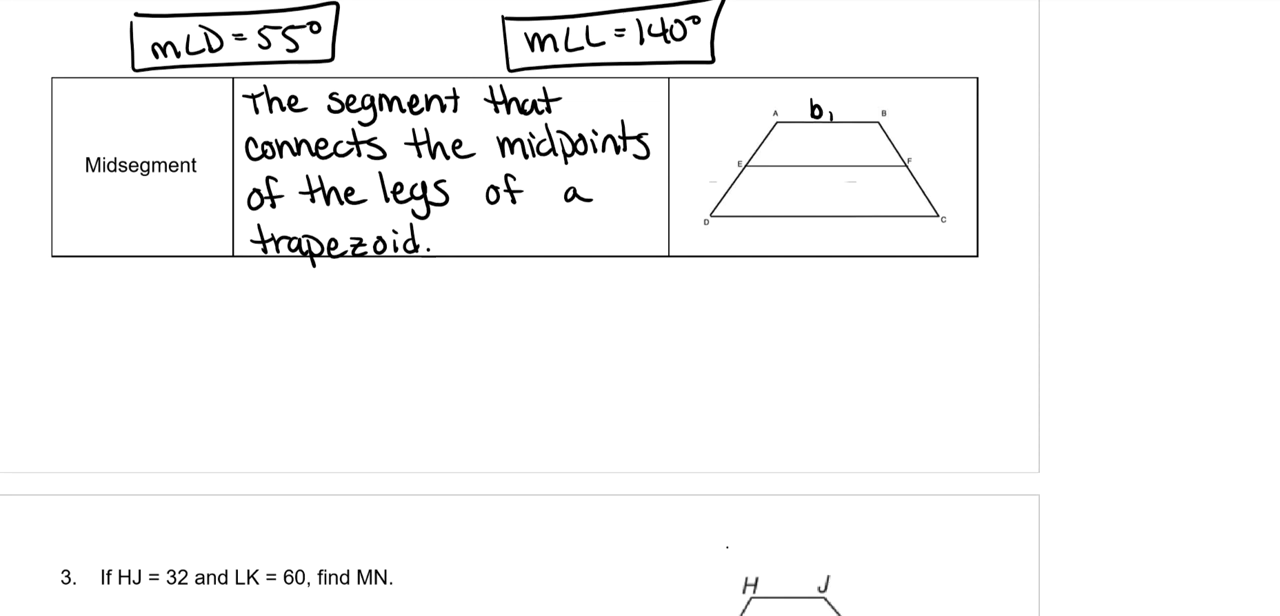 m∠D = 55°
m∠L = 140°
Midsegment
The segment that
connects the midpoints
of the legs of a
trapezoid.
A b₁ B
E F
D C
3. If HJ = 32 and LK = 60, find MN.
H J